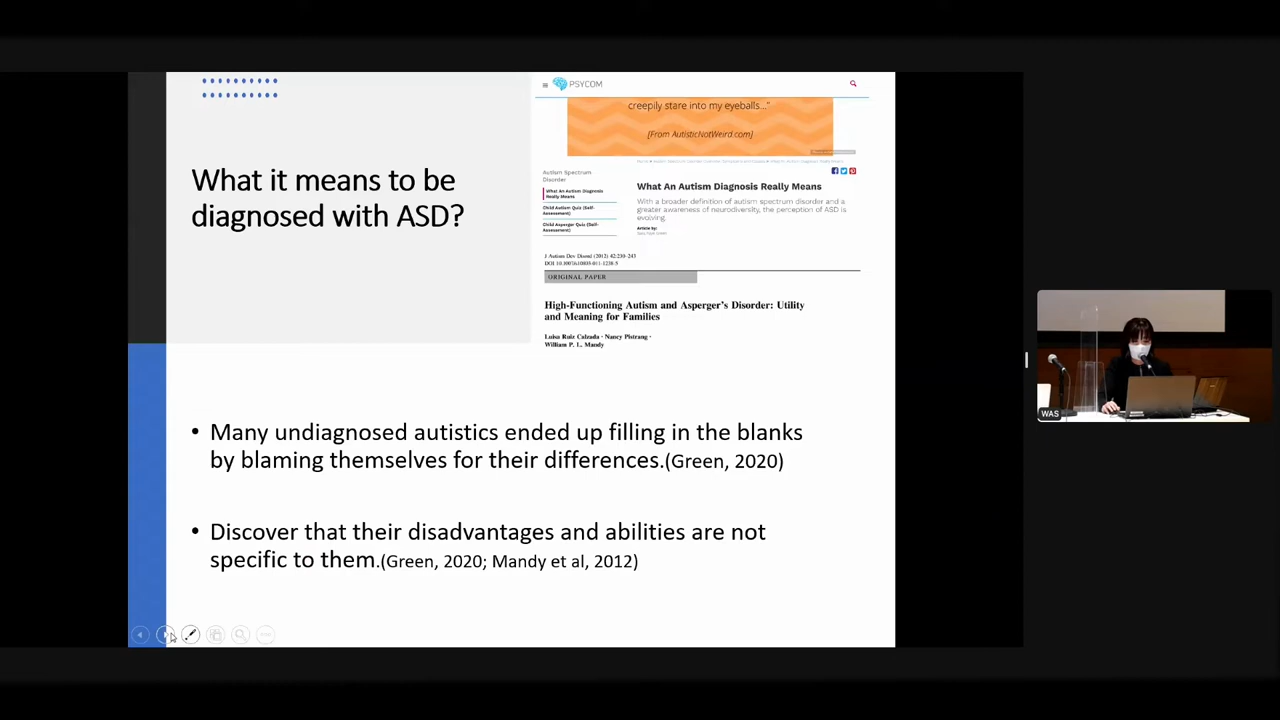 What it means to be
diagnosed with ASD?
PSYCOM
creepily stare into my eyeballs..."
[From AutisticNotWeird.com]
Autism Spectrum
Disorder
What An Autism Diagnosis
Really Means
Child Autism Quiz (Self-
Assessment)
Child Asperger Quiz (Self-
Assessment)
What An Autism Diagnosis Really Means
With a broader definition of autism spectrum disorder and a
greater awareness of neurodiversity, the perception of ASD is
evolving.
Article by:
J Autism Dev Disord (2012) 42:230–243
DOI 10.1007/s10803-011-1238-5
ORIGINAL PAPER
High-Functioning Autism and Asperger's Disorder: Utility
and Meaning for Families
Luisa Ruiz Calzada · Nancy Pistrang ·
William P. L. Mandy
• Many undiagnosed autistics ended up filling in the blanks
by blaming themselves for their differences.(Green, 2020)
• Discover that their disadvantages and abilities are not
specific to them.(Green, 2020; Mandy et al, 2012)
WAS